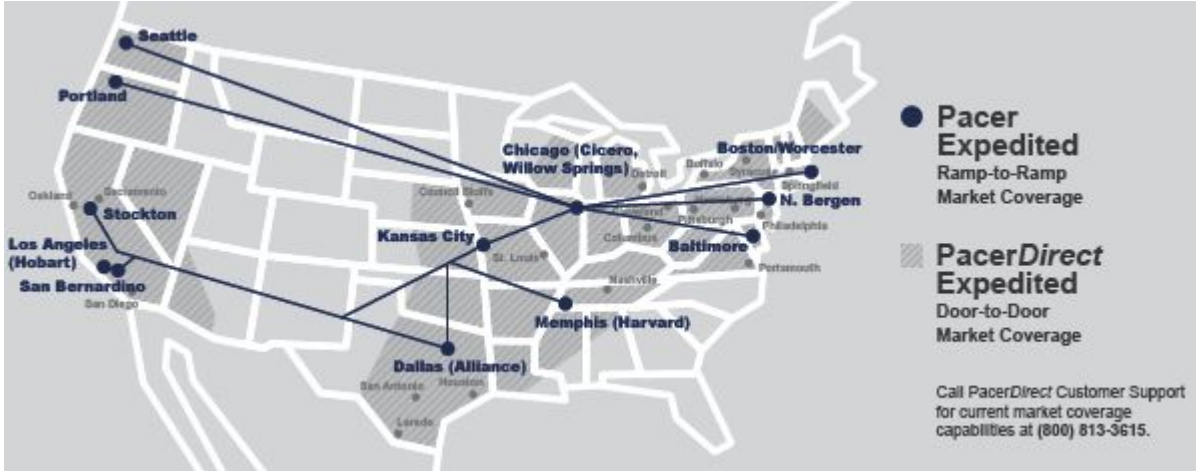 Seattle
Portland
Chicago (Cicero,
Willow Springs)
Boston/Worcester
Buffalo
Detroit
Syracuse
Springfield
Oakland
Sacramento
Stockton
Council Bluffs
N. Bergen
Cleveland
Pittsburgh
Harrisburg
Philadelphia
Columbus
Kansas City
Baltimore
Los Angeles
(Hobart)
St. Louis
Portsmouth
San Bernardino
Nashville
San Diego
Memphis (Harvard)
Dallas (Alliance)
San Antonio
Houston
Laredo
Pacer
Expedited
Ramp-to-Ramp
Market Coverage
PacerDirect
Expedited
Door-to-Door
Market Coverage
Call PacerDirect Customer Support
for current market coverage
capabilities at (800) 813-3615.